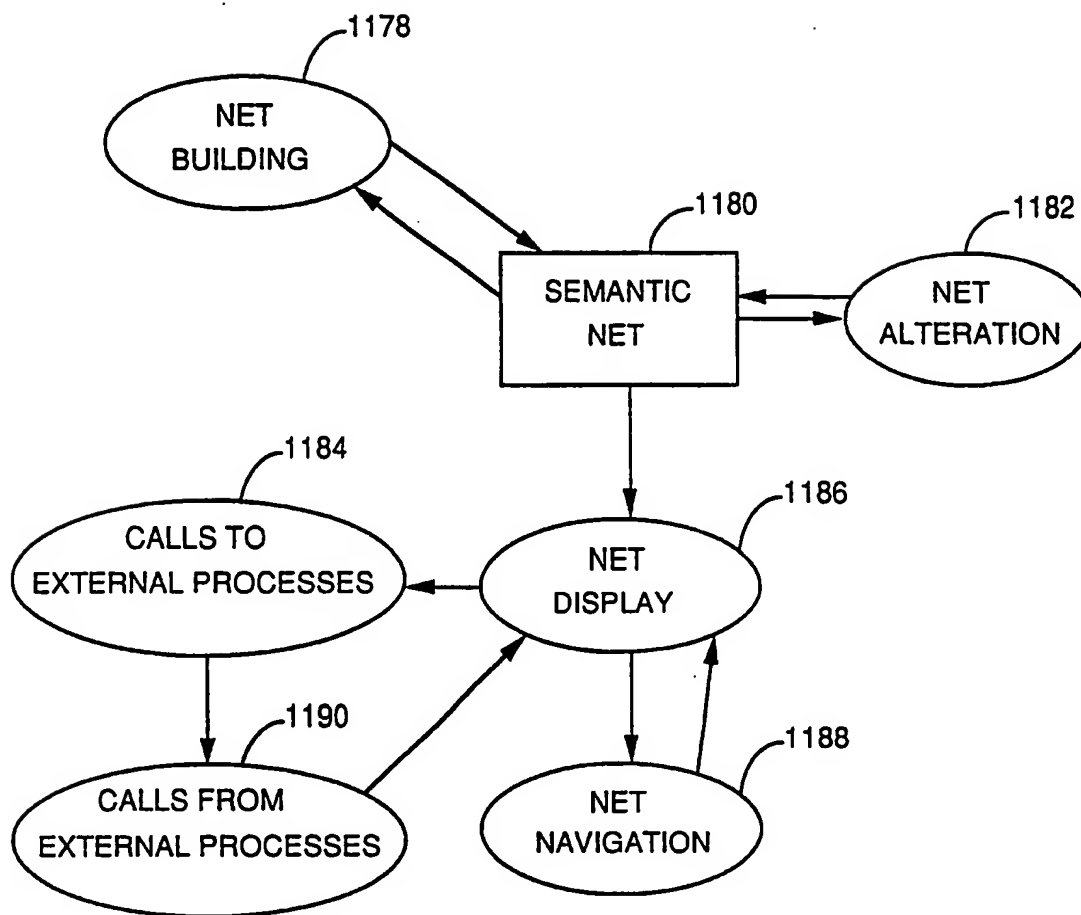 1178
NET
BUILDING
1180
SEMANTIC
NET
1182
NET
ALTERATION
1184
CALLS TO
EXTERNAL PROCESSES
1186
NET
DISPLAY
1190
CALLS FROM
EXTERNAL PROCESSES
1188
NET
NAVIGATION